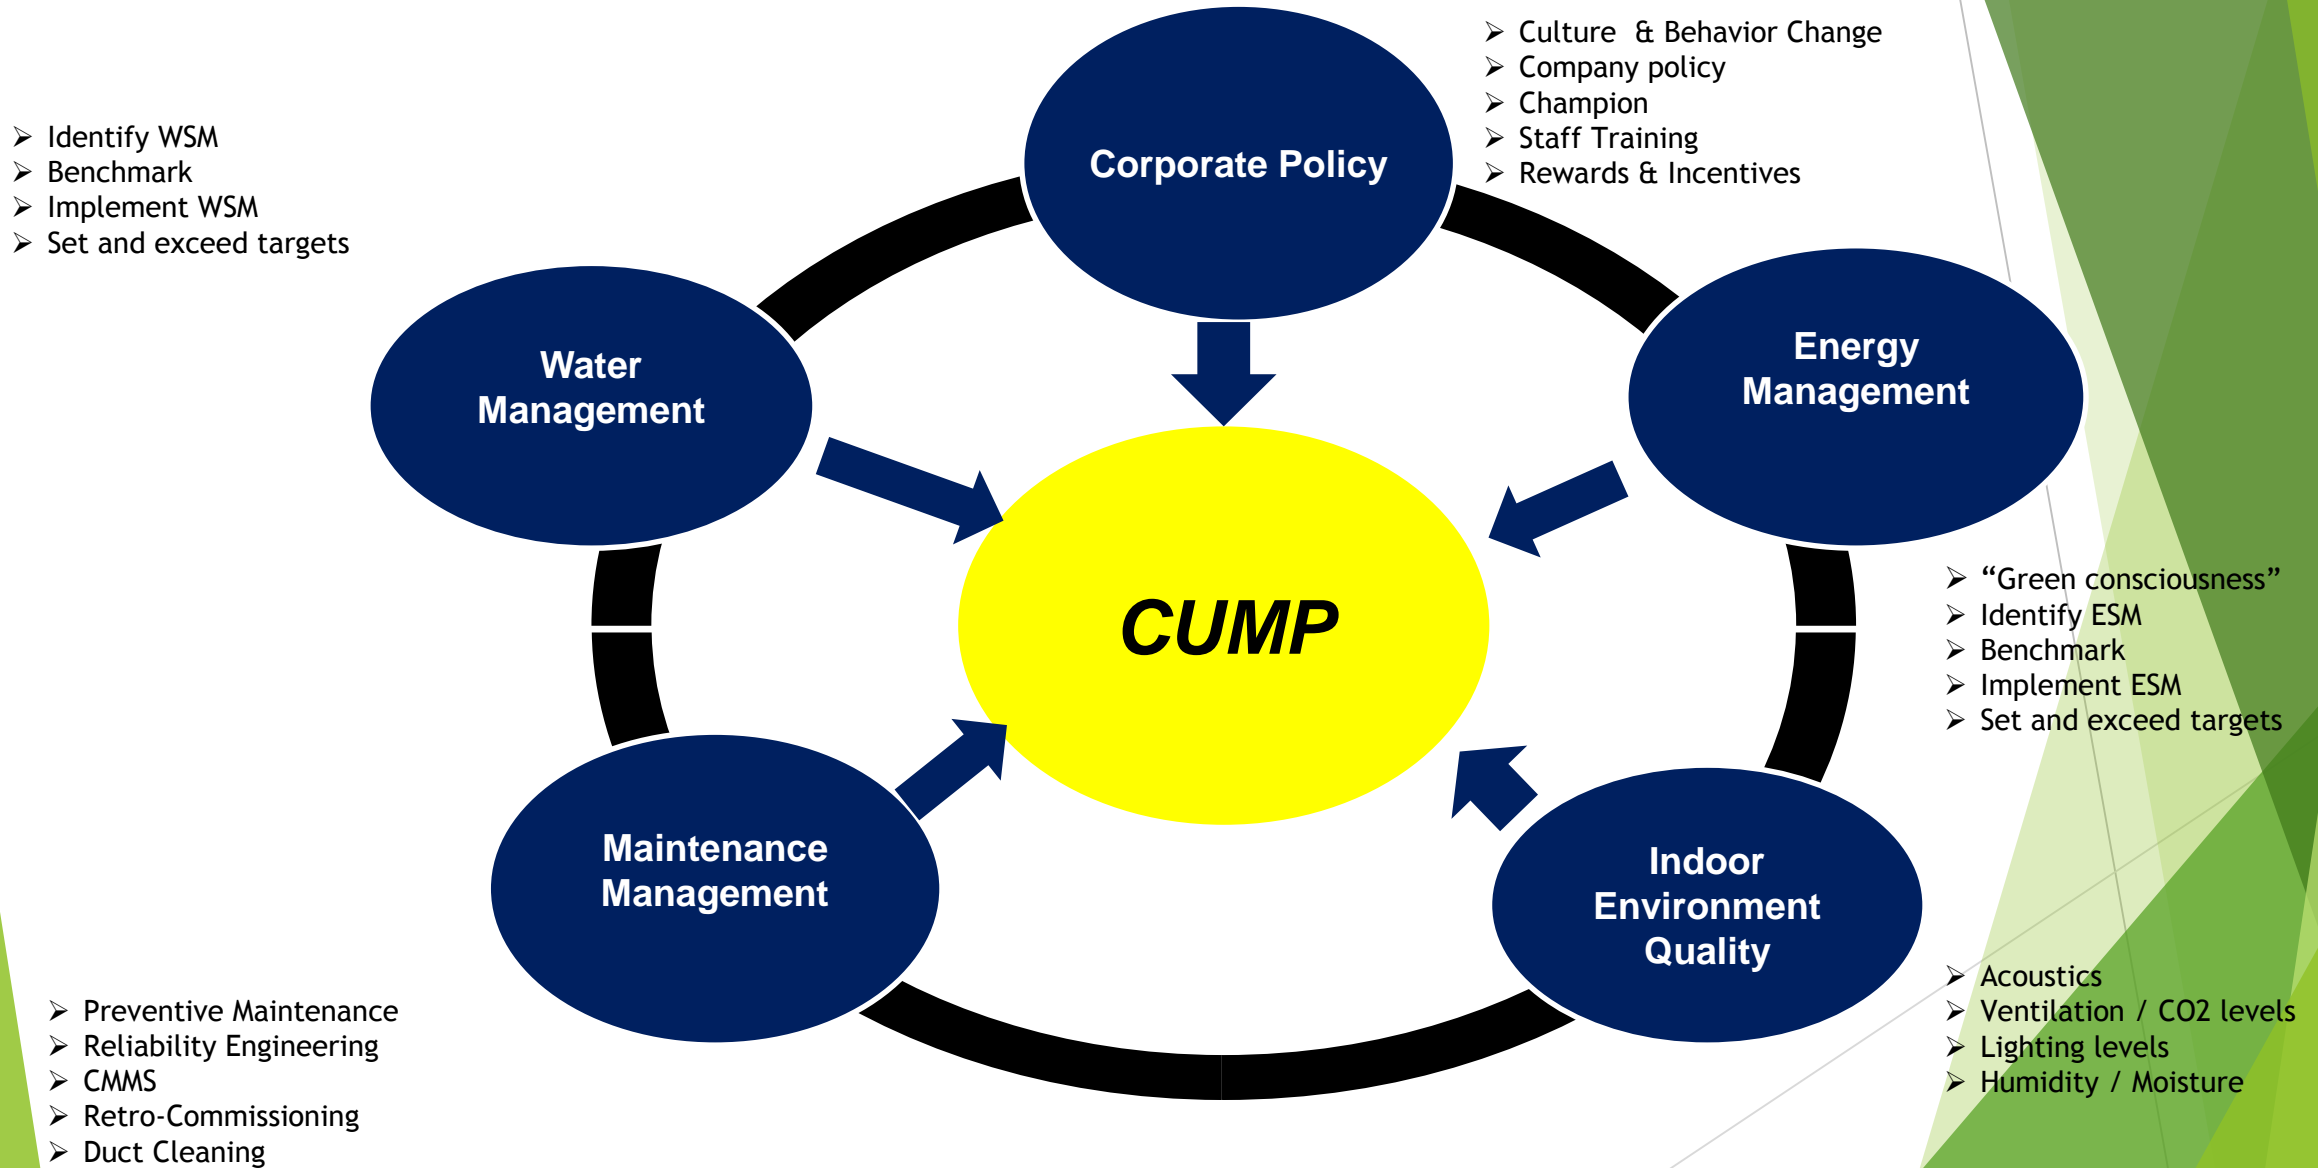 Culture & Behavior Change
Company policy
Champion
Staff Training
Rewards & Incentives
Identify WSM
Benchmark
Implement WSM
Set and exceed targets
Corporate Policy
Water
Management
Energy
Management
CUMP
“Green consciousness”
Identify ESM
Benchmark
Implement ESM
Set and exceed targets
Maintenance
Management
Indoor
Environment
Quality
Preventive Maintenance
Reliability Engineering
CMMS
Retro-Commissioning
Duct Cleaning
Acoustics
Ventilation / CO2 levels
Lighting levels
Humidity / Moisture